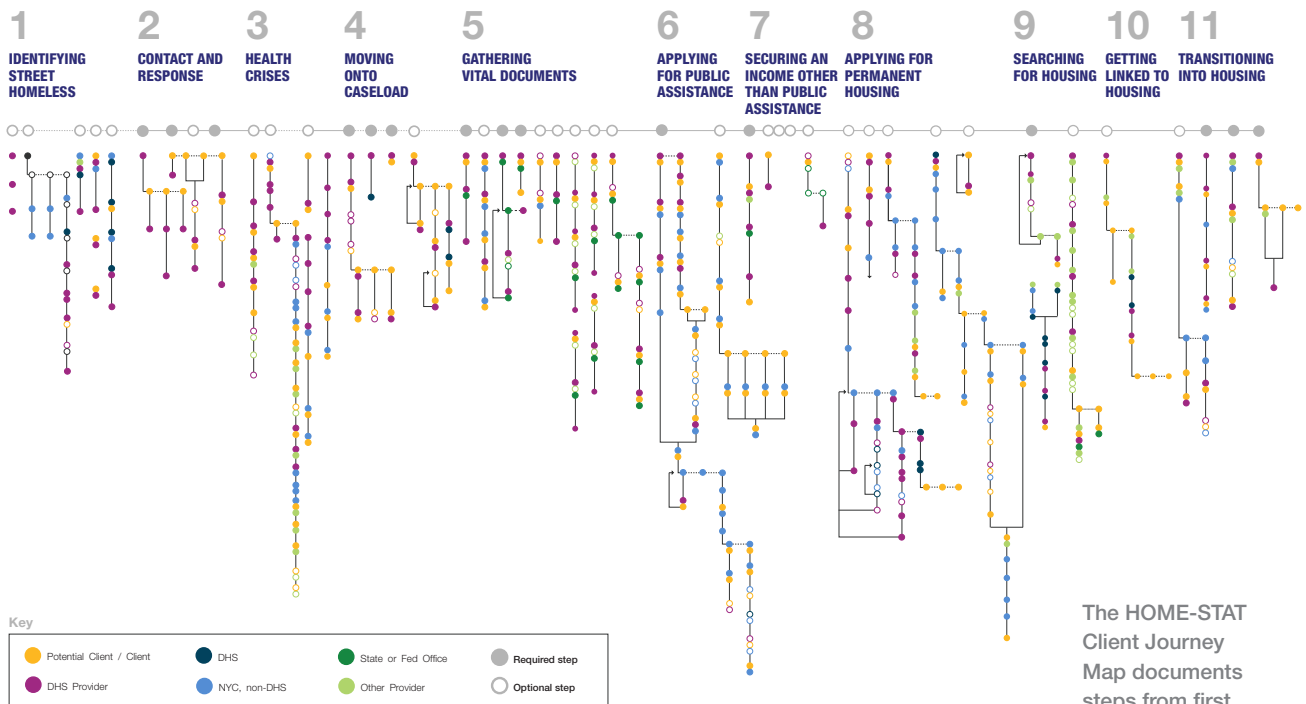 1
IDENTIFYING
STREET
HOMELESS
2
CONTACT AND
RESPONSE
3
HEALTH
CRISES
4
MOVING
ONTO
CASELOAD
5
GATHERING
VITAL DOCUMENTS
6
APPLYING
FOR PUBLIC
ASSISTANCE
7
SECURING AN
INCOME OTHER
THAN PUBLIC
ASSISTANCE
8
APPLYING FOR
PERMANENT
HOUSING
9
SEARCHING
FOR HOUSING
10
GETTING
LINKED TO
HOUSING
11
TRANSITIONING
INTO HOUSING
Key
Potential Client / Client
DHS
State or Fed Office
Required step
DHS Provider
NYC, non-DHS
Other Provider
Optional step
The HOME-STAT
Client Journey
Map documents
steps from first